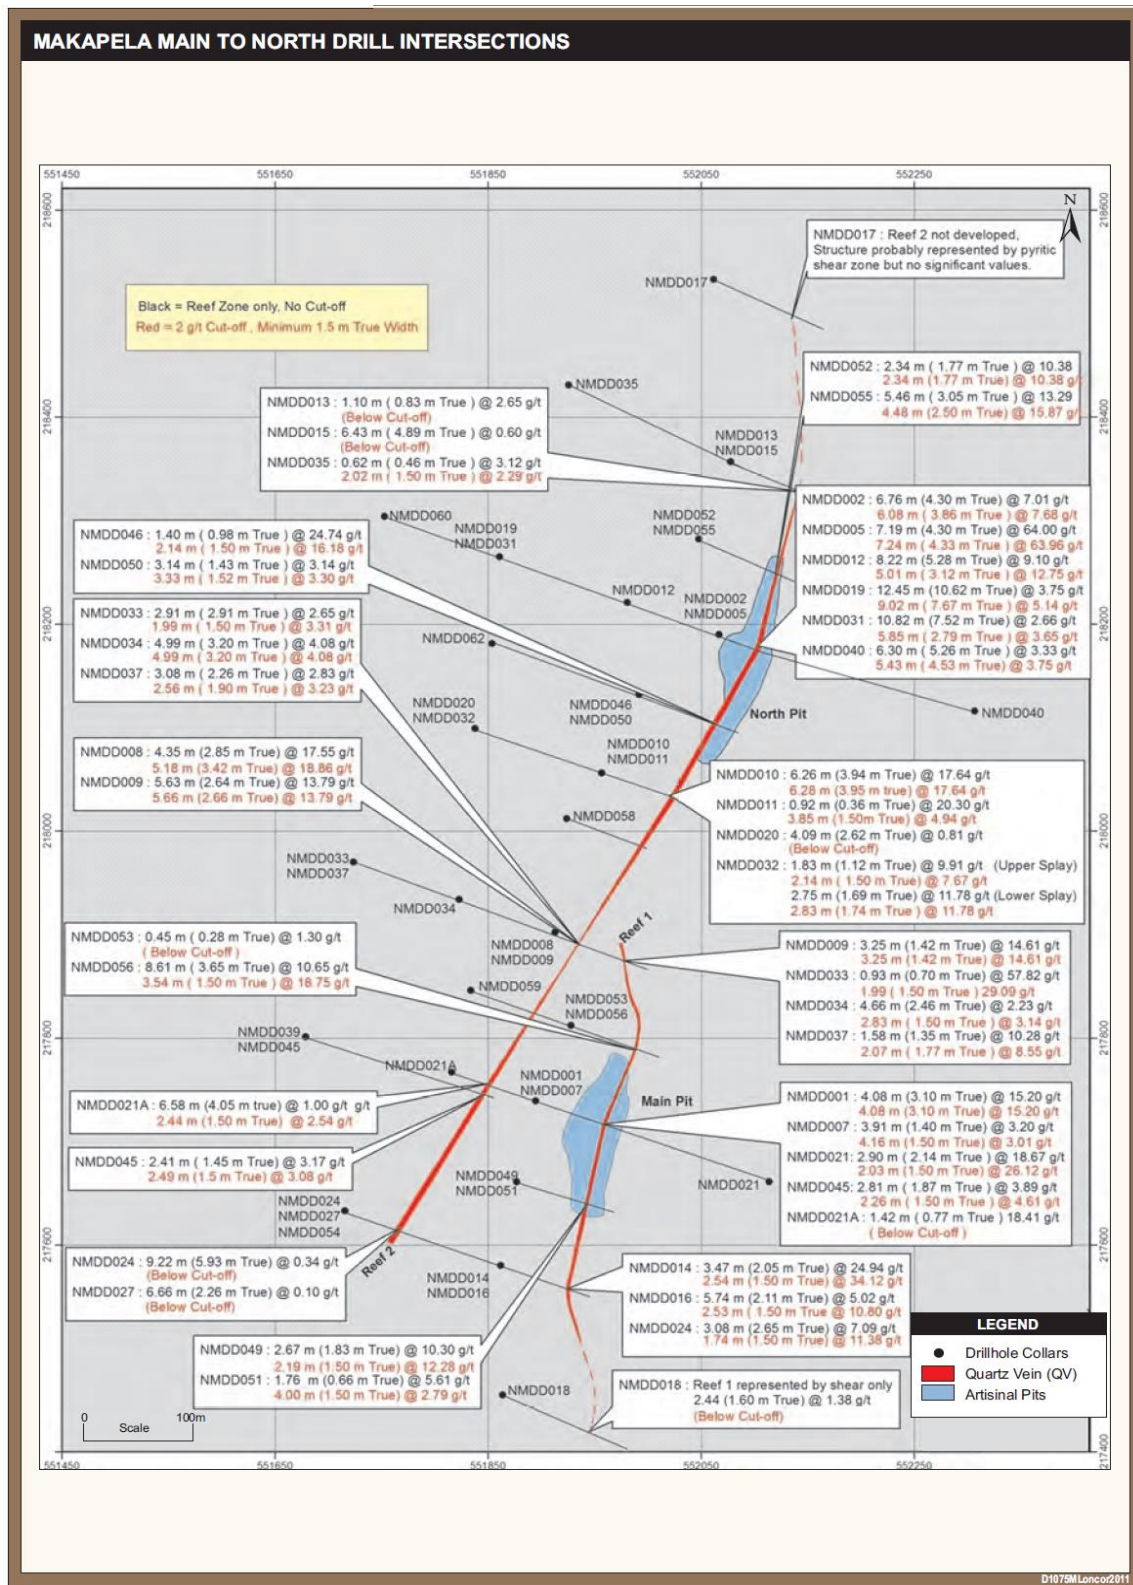 MAKAPELA MAIN TO NORTH DRILL INTERSECTIONS
551450
551650
551850
552050
552250
218600
218600
N
NMDD017 : Reef 2 not developed,
Structure probably represented by pyritic
shear zone but no significant values.
NMDD017
Black = Reef Zone only, No Cut-off
Red = 2 g/t Cut-off , Minimum 1.5 m True Width
NMDD052 : 2.34 m ( 1.77 m True ) @ 10.38
2.34 m (1.77 m True) @ 10.38 g/
NMDD055 : 5.46 m ( 3.05 m True ) @ 13.29
4.48 m (2.50 m True) @ 15.87 g/
NMDD035
218400
218400
NMDD013 : 1.10 m ( 0.83 m True ) @ 2.65 g/t
(Below Cut-off)
NMDD015 : 6.43 m ( 4.89 m True ) @ 0.60 g/t
(Below Cut-off)
NMDD035 : 0.62 m ( 0.46 m True ) @ 3.12 g/t
2.02 m ( 1.50 m True ) @ 2.29 g/t
NMDD013
NMDD015
NMDD060
NMDD019
NMDD031
NMDD052
NMDD055
NMDD002 : 6.76 m (4.30 m True) @ 7.01 g/t
6.08 m ( 3.86 m True ) @ 7.68 g/t
NMDD005 : 7.19 m (4.30 m True) @ 64.00 g/t
7.24 m ( 4.33 m True ) @ 63.96 g/t
NMDD012 : 8.22 m (5.28 m True) @ 9.10 g/t
5.01 m ( 3.12 m True ) @ 12.75 g/t
NMDD019 : 12.45 m (10.62 m True) @ 3.75 g/t
9.02 m ( 7.67 m True ) @ 5.14 g/t
NMDD031 : 10.82 m (7.52 m True) @ 2.66 g/t
5.85 m ( 2.79 m True ) @ 3.65 g/t
NMDD040 : 6.30 m ( 5.26 m True ) @ 3.33 g/t
5.43 m ( 4.53 m True) @ 3.75 g/t
NMDD046 : 1.40 m ( 0.98 m True ) @ 24.74 g/t
2.14 m ( 1.50 m True ) @ 16.18 g/t
NMDD050 : 3.14 m ( 1.43 m True ) @ 3.14 g/t
3.33 m ( 1.52 m True ) @ 3.30 g/t
NMDD012
NMDD002
NMDD005
218200
218200
NMDD033 : 2.91 m ( 2.91 m True ) @ 2.65 g/t
1.99 m ( 1.50 m True ) @ 3.31 g/t
NMDD034 : 4.99 m ( 3.20 m True ) @ 4.08 g/t
4.99 m ( 3.20 m True ) @ 4.08 g/t
NMDD037 : 3.08 m ( 2.26 m True ) @ 2.83 g/t
2.56 m ( 1.90 m True ) @ 3.23 g/t
NMDD062
NMDD020
NMDD032
NMDD046
NMDD050
North Pit
NMDD040
NMDD010
NMDD011
NMDD008 : 4.35 m (2.85 m True) @ 17.55 g/t
5.18 m (3.42 m True) @ 18.86 g/t
NMDD009 : 5.63 m (2.64 m True) @ 13.79 g/t
5.66 m (2.66 m True) @ 13.79 g/t
NMDD010 : 6.26 m (3.94 m True) @ 17.64 g/t
6.28 m (3.95 m true) @ 17.64 g/t
NMDD011 : 0.92 m (0.36 m True) @ 20.30 g/t
3.85 m (1.50m True) @ 4.94 g/t
NMDD020 : 4.09 m (2.62 m True) @ 0.81 g/t
(Below Cut-off)
NMDD032 : 1.83 m (1.12 m True) @ 9.91 g/t (Upper Splay)
2.14 m ( 1.50 m True) @ 7.67 g/t
2.75 m (1.69 m True) @ 11.78 g/t (Lower Splay)
2.83 m (1.74 m True ) @ 11.78 g/t
NMDD058
218000
218000
NMDD033
NMDD037
NMDD034
NMDD008
NMDD009
Reef 1
NMDD053 : 0.45 m ( 0.28 m True) @ 1.30 g/t
( Below Cut-off )
NMDD056 : 8.61 m ( 3.65 m True) @ 10.65 g/t
3.54 m ( 1.50 m True ) @ 18.75 g/t
NMDD009 : 3.25 m (1.42 m True) @ 14.61 g/t
3.25 m (1.42 m True) @ 14.61 g/t
NMDD033 : 0.93 m (0.70 m True) @ 57.82 g/t
1.99 ( 1.50 m True ) 29.09 g/t
NMDD034 : 4.66 m (2.46 m True) @ 2.23 g/t
2.83 m ( 1.50 m True ) @ 3.14 g/t
NMDD037 : 1.58 m (1.35 m True) @ 10.28 g/t
2.07 m ( 1.77 m True ) @ 8.55 g/t
NMDD059
NMDD053
NMDD056
217800
217800
NMDD039
NMDD045
NMDD021A
NMDD001
NMDD007
Main Pit
NMDD021A : 6.58 m (4.05 m true) @ 1.00 g/t g/t
2.44 m (1.50 m True) @ 2.54 g/t
NMDD001 : 4.08 m ( 3.10 m True) @ 15.20 g/t
4.08 m ( 3.10 m True) @ 15.20 g/t
NMDD007 : 3.91 m ( 1.40 m True) @ 3.20 g/t
4.16 m (1.50 m True) @ 3.01 g/t
NMDD021: 2.90 m ( 2.14 m True) @ 18.67 g/t
2.03 m (1.50 m True) @ 26.12 g/t
NMDD045: 2.81 m ( 1.87 m True ) @ 3.89 g/t
2.26 m ( 1.50 m True ) @ 4.61 g/t
NMDD021A : 1.42 m ( 0.77 m True ) 18.41 g/t
( Below Cut-off )
NMDD045 : 2.41 m ( 1.45 m True) @ 3.17 g/t
2.49 m (1.5 m True) @ 3.08 g/t
NMDD049
NMDD051
NMDD021
NMDD024
NMDD027
NMDD054
217600
217600
Reef 2
NMDD024 : 9.22 m (5.93 m True) @ 0.34 g/t
(Below Cut-off)
NMDD027 : 6.66 m (2.26 m True) @ 0.10 g/t
(Below Cut-off)
NMDD014
NMDD016
NMDD014 : 3.47 m (2.05 m True) @ 24.94 g/t
2.54 m (1.50 m True) @ 34.12 g/t
NMDD016 : 5.74 m ( 2.11 m True) @ 5.02 g/t
2.53 m ( 1.50 m True ) @ 10.80 g/t
NMDD024 : 3.08 m (2.65 m True) @ 7.09 g/t
1.74 m (1.50 m True) @ 11.38 g/t
NMDD049 : 2.67 m (1.83 m True) @ 10.30 g/t
2.19 m (1.50 m True) @ 12.28 g/t
NMDD051 : 1.76 m (0.66 m True) @ 5.61 g/t
4.00 m (1.50 m True) @ 2.79 g/t
NMDD018
NMDD018 : Reef 1 represented by shear only
2.44 (1.60 m True ) @ 1.38 g/t
(Below Cut-off)
LEGEND
Drillhole Collars
Quartz Vein (QV)
Artisinal Pits
0
100m
Scale
217400
551450
551650
551850
552050
552250
D1075MLoncor2011